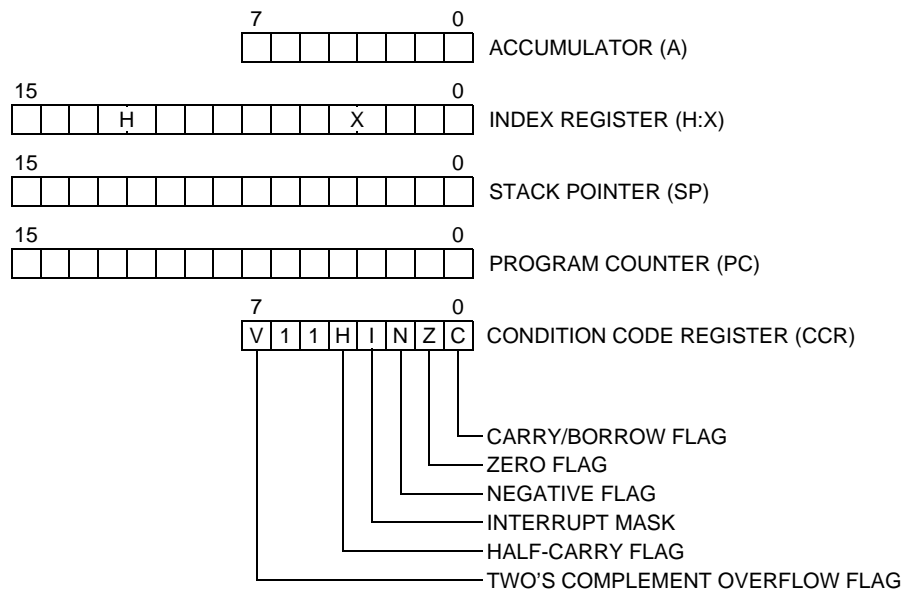 7 0
ACCUMULATOR (A)
15 0
H X INDEX REGISTER (H:X)
15 0
STACK POINTER (SP)
15 0
PROGRAM COUNTER (PC)
7 0
V 1 1 H I N Z C CONDITION CODE REGISTER (CCR)
CARRY/BORROW FLAG
ZERO FLAG
NEGATIVE FLAG
INTERRUPT MASK
HALF-CARRY FLAG
TWO'S COMPLEMENT OVERFLOW FLAG